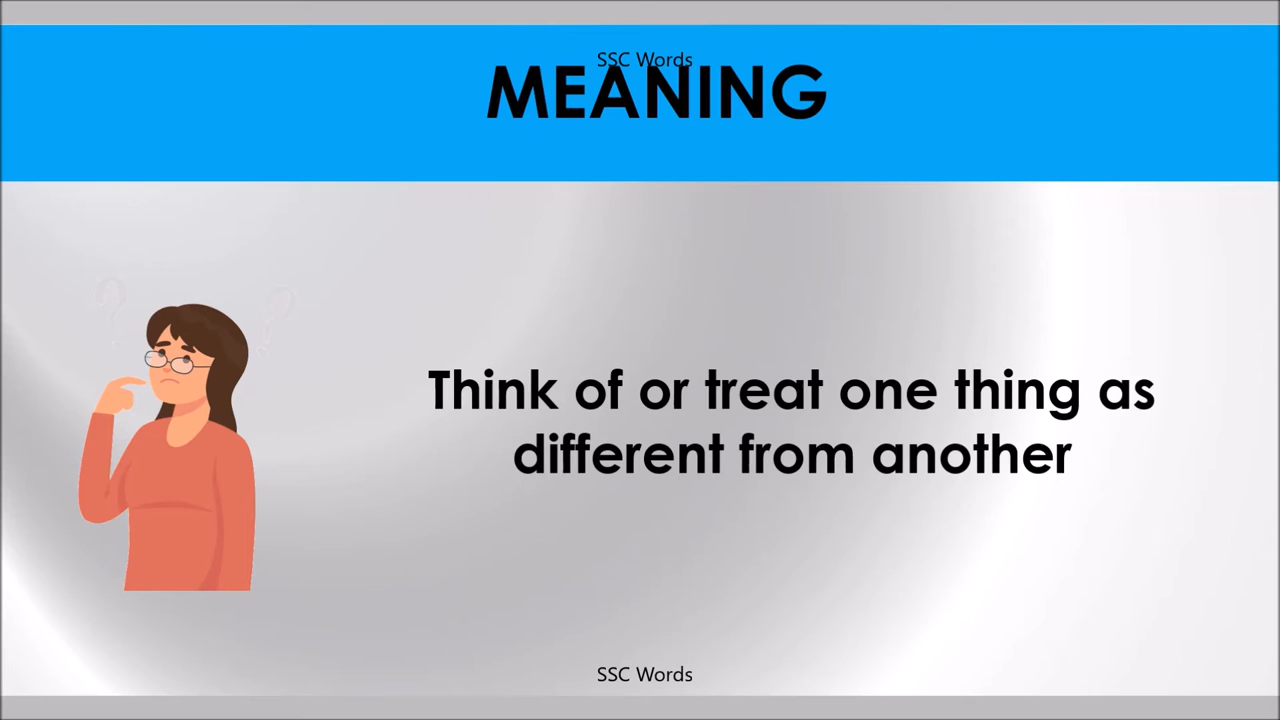 SSC Words
MEANING
Think of or treat one thing as
different from another
SSC Words